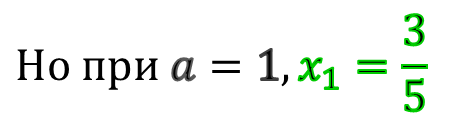 Но при a = 1, x₁ = 3/5